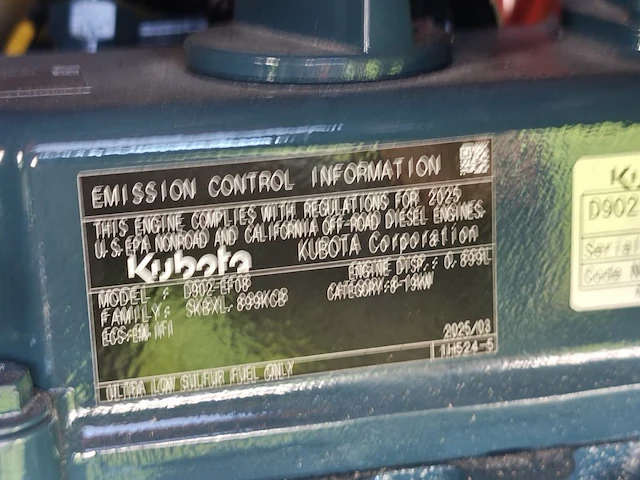 EMISSION CONTROL INFORMATION
THIS ENGINE COMPLIES WITH REGULATIONS FOR 2025
U.S. EPA NONROAD AND CALIFORNIA OFF-ROAD DIESEL ENGINES.
Kubota KUBOTA Corporation
ENGINE DISP.: 0.899L
MODEL : D902-EF08
CATEGORY: 8-19KW
FAMILY: SKBXL.899KCB
ECS:EM IFI
2025/03
1H524-5
ULTRA LOW SULFUR FUEL ONLY
D902
Serial
Code N